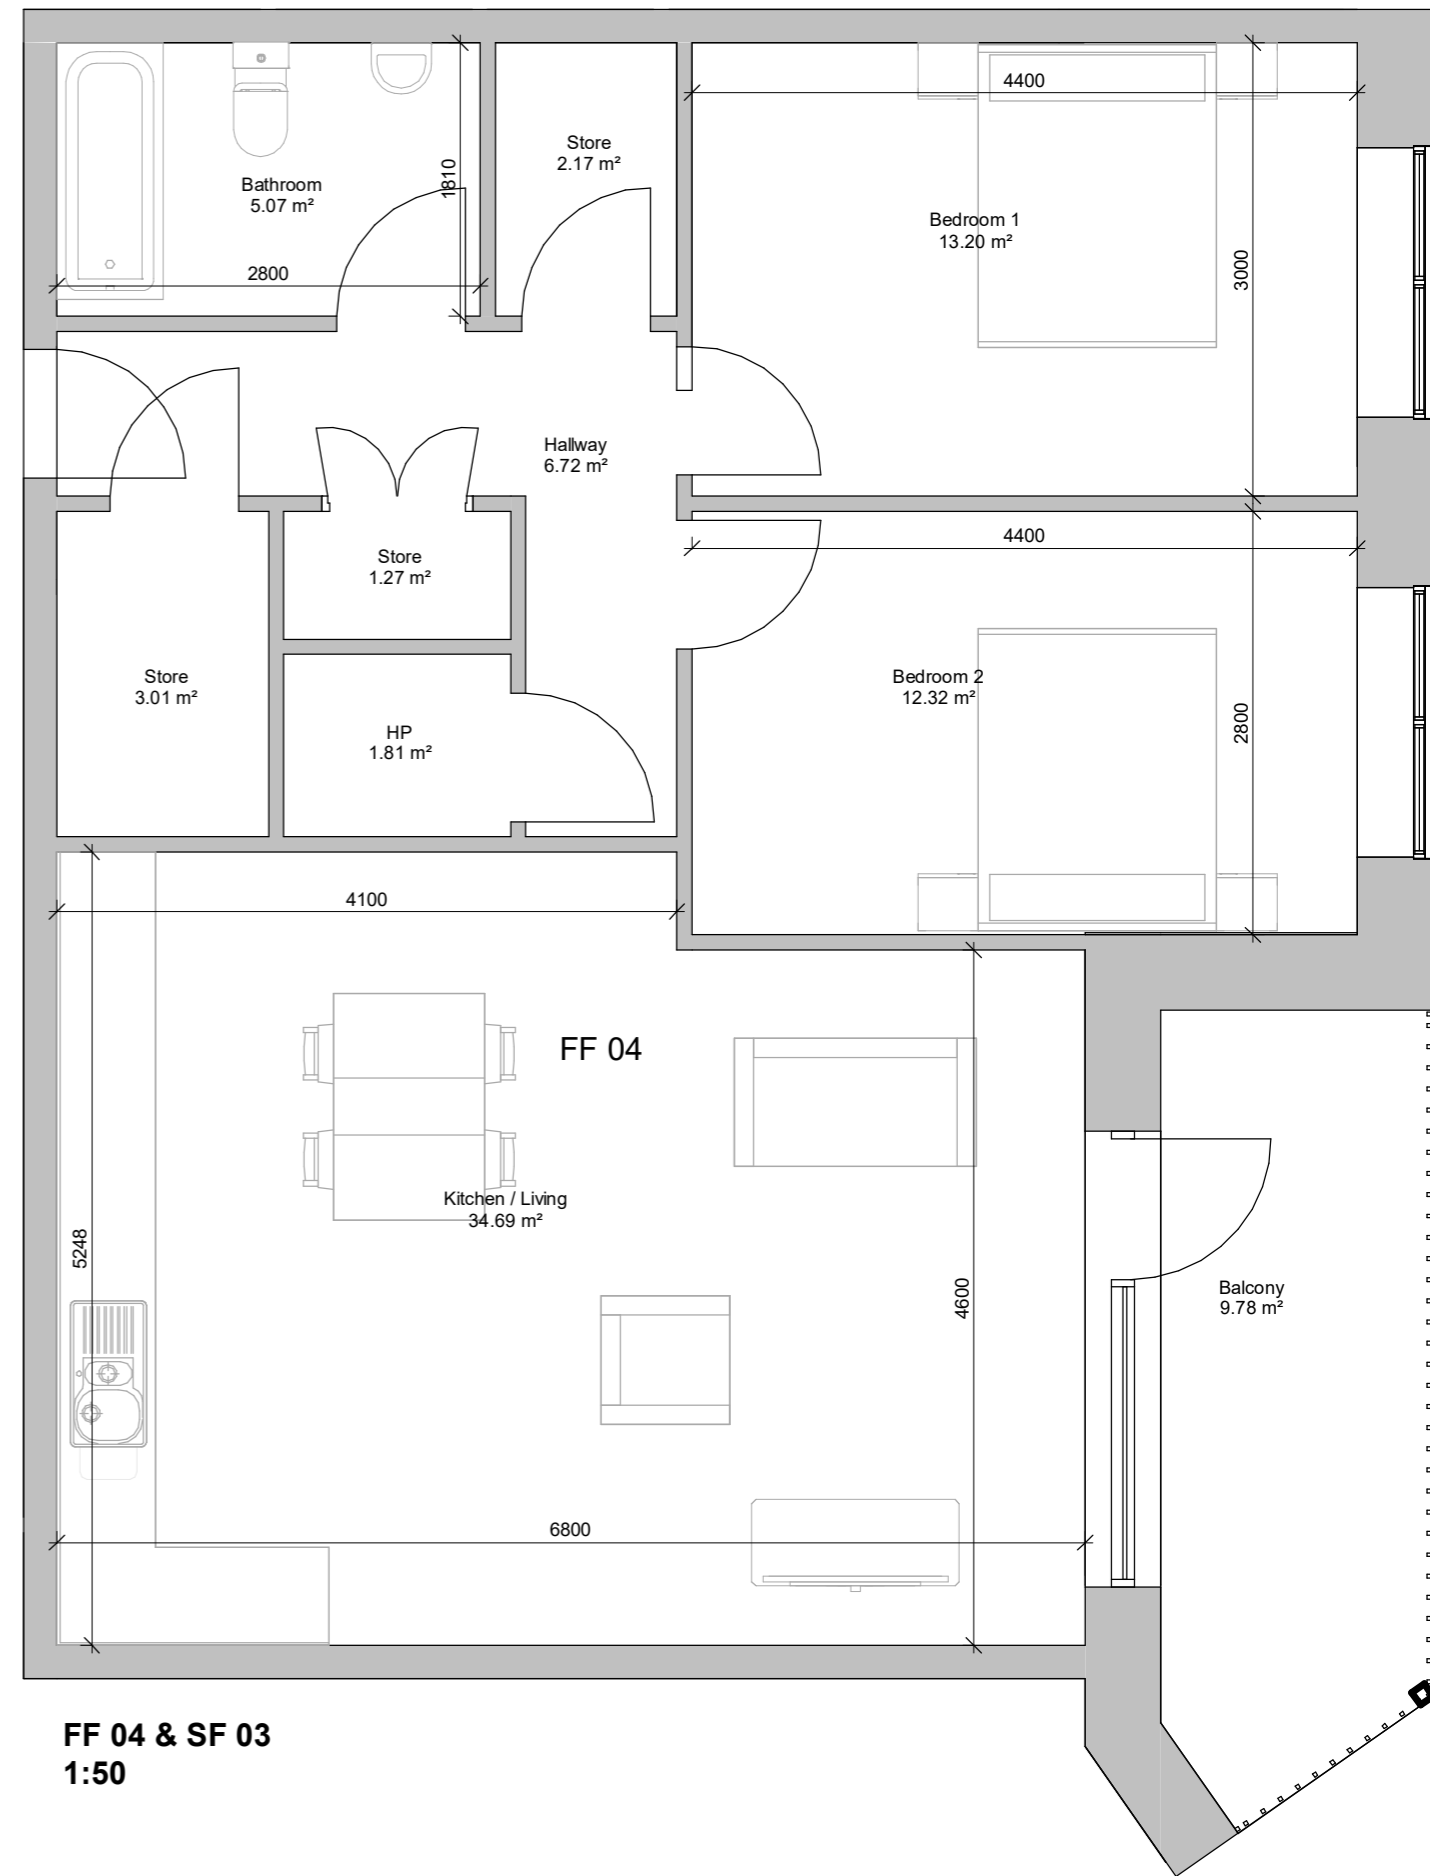 4400
Store
2.17 m²
1810
Bathroom
5.07 m²
Bedroom 1
13.20 m²
3000
2800
Hallway
6.72 m²
4400
Store
1.27 m²
Store
3.01 m²
Bedroom 2
12.32 m²
2800
HP
1.81 m²
4100
FF 04
Kitchen / Living
34.69 m²
5248
4600
Balcony
9.78 m²
6800
FF 04 & SF 03
1:50